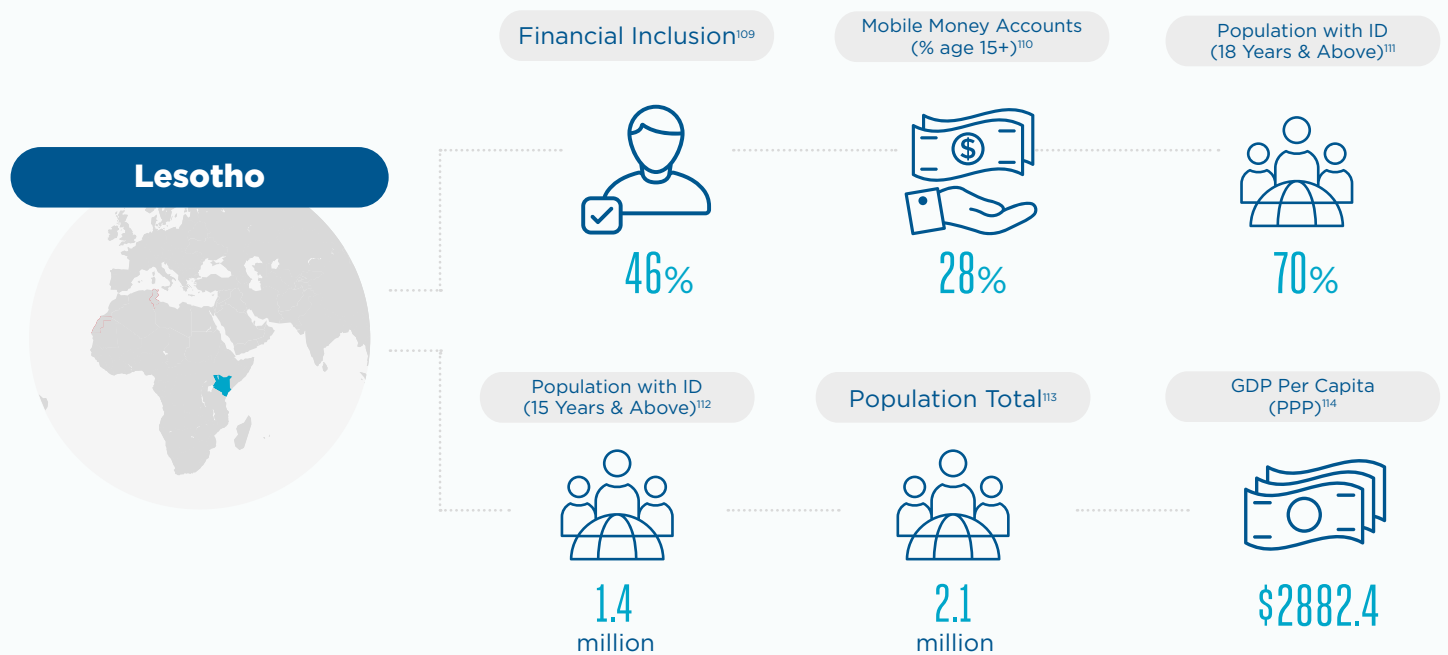 Lesotho
Financial Inclusion¹⁰⁹
Mobile Money Accounts
(% age 15+)¹¹⁰
Population with ID
(18 Years & Above)¹¹¹
$
46%
28%
70%
Population with ID
(15 Years & Above)¹¹²
Population Total¹¹³
GDP Per Capita
(PPP)¹¹⁴
1.4
million
2.1
million
$2882.4